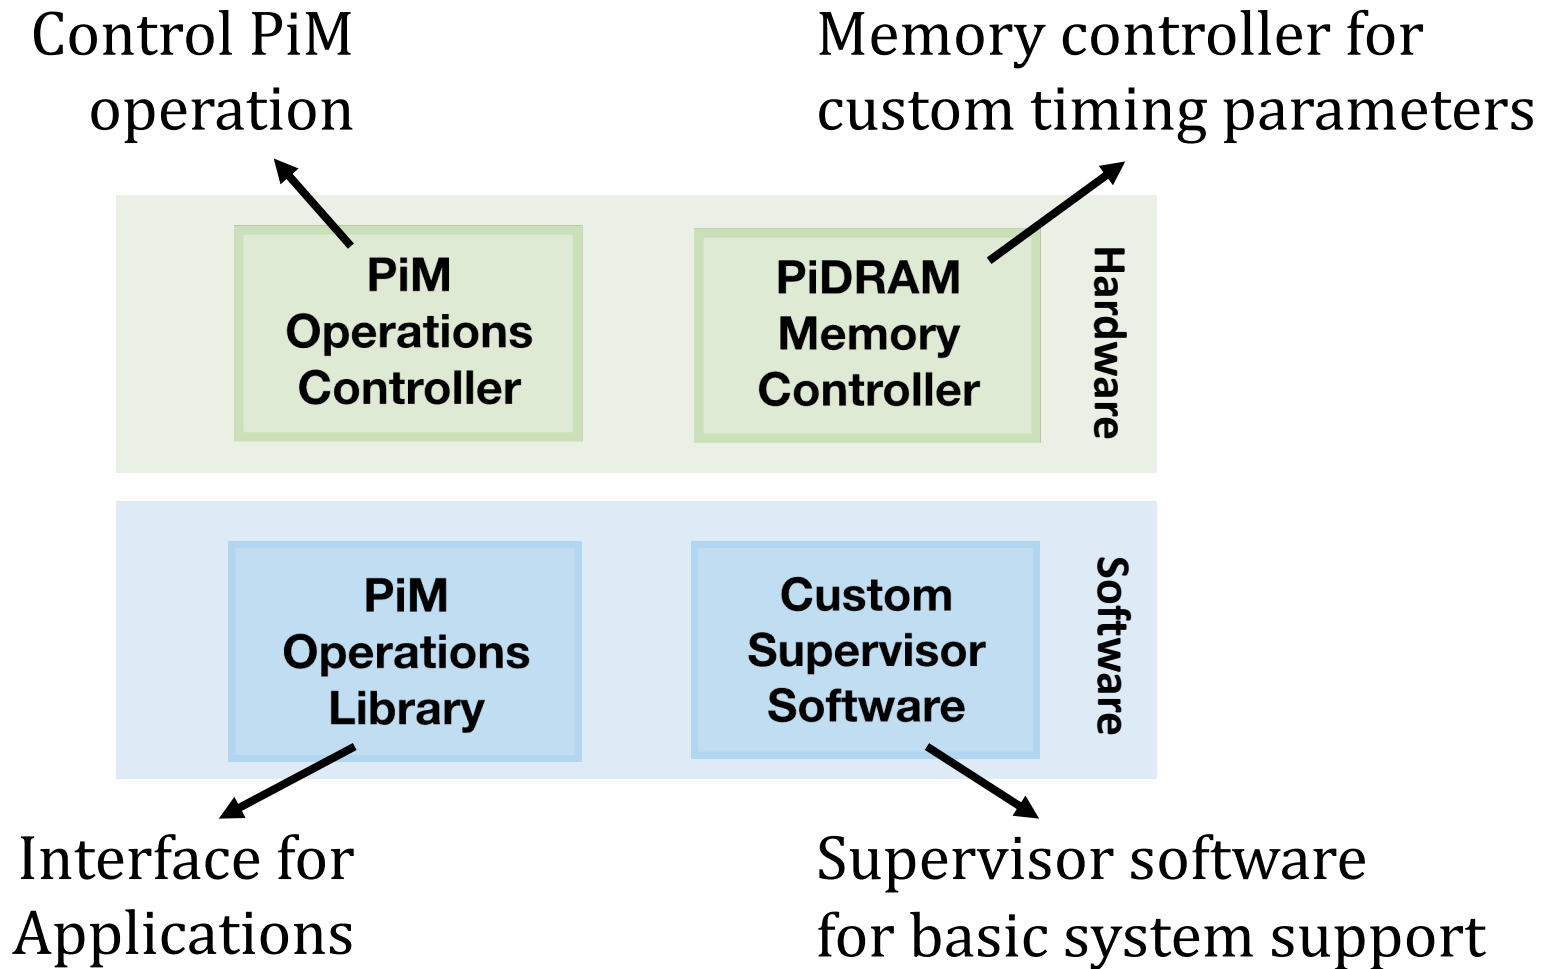 Control PiM
operation
Memory controller for
custom timing parameters
PiM
Operations
Controller
PiDRAM
Memory
Controller
Hardware
PiM
Operations
Library
Custom
Supervisor
Software
Software
Interface for
Applications
Supervisor software
for basic system support